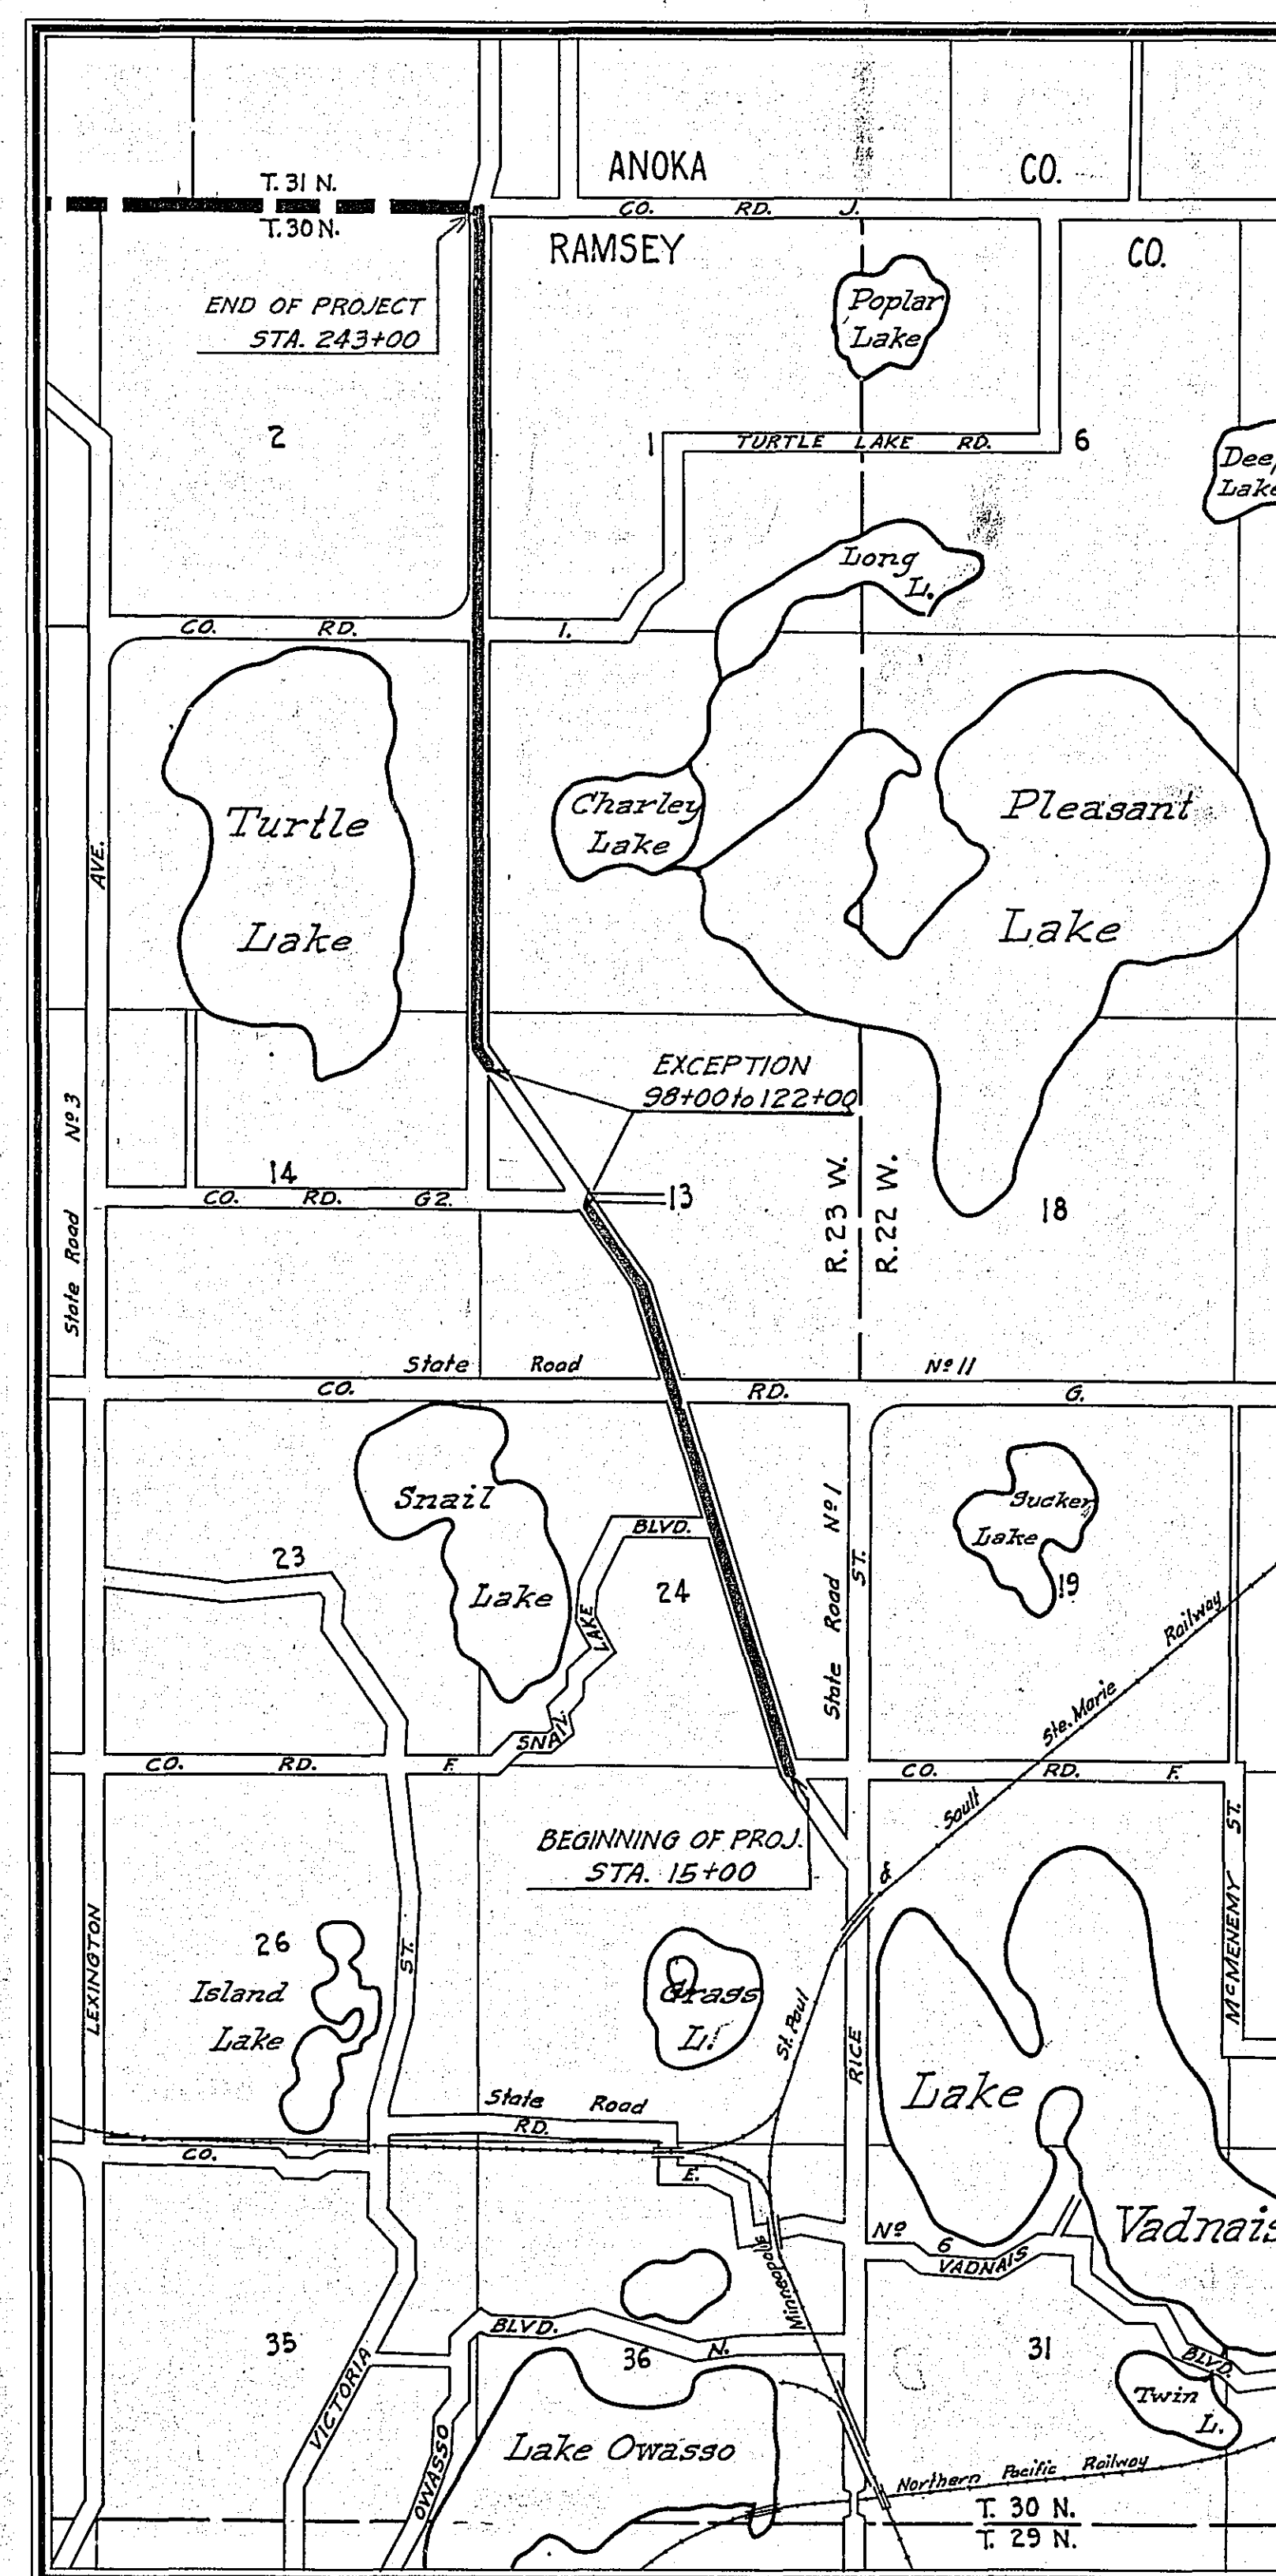 ANOKA CO.
T. 31 N.
CO. RD. J.
T. 30 N.
RAMSEY CO.
END OF PROJECT
STA. 243+00
Poplar
Lake
2
1
TURTLE LAKE RD.
6
Lake
Long
L.
CO. RD. I.
Turtle
Lake
Charley
Lake
Pleasant
Lake
AVE.
EXCEPTION
98+00 to 122+00
State Road Nº 3
14
CO. RD. G2.
13
R. 23 W.
R. 22 W.
18
State Road Nº 11
CO. RD. G.
Snail
Lake
BLVD.
LAKE
SNAIL
23
24
State Road Nº 1
ST.
Sucker
Lake
19
Sault Ste. Marie Railway
CO. RD. F.
CO. RD. F.
BEGINNING OF PROJ.
STA. 15+00
LEXINGTON
26
Island
Lake
ST.
Grass
L.
St. Paul
&
RICE
McMENEMY ST.
Lake
Vadnais
State Road
RD.
CO.
E.
Nº 6
VADNAIS
Minneapolis
BLVD. N.
35
36
31
VICTORIA
OWASSO
BLVD.
Twin
L.
Lake Owasso
Northern Pacific Railway
T. 30 N.
T. 29 N.